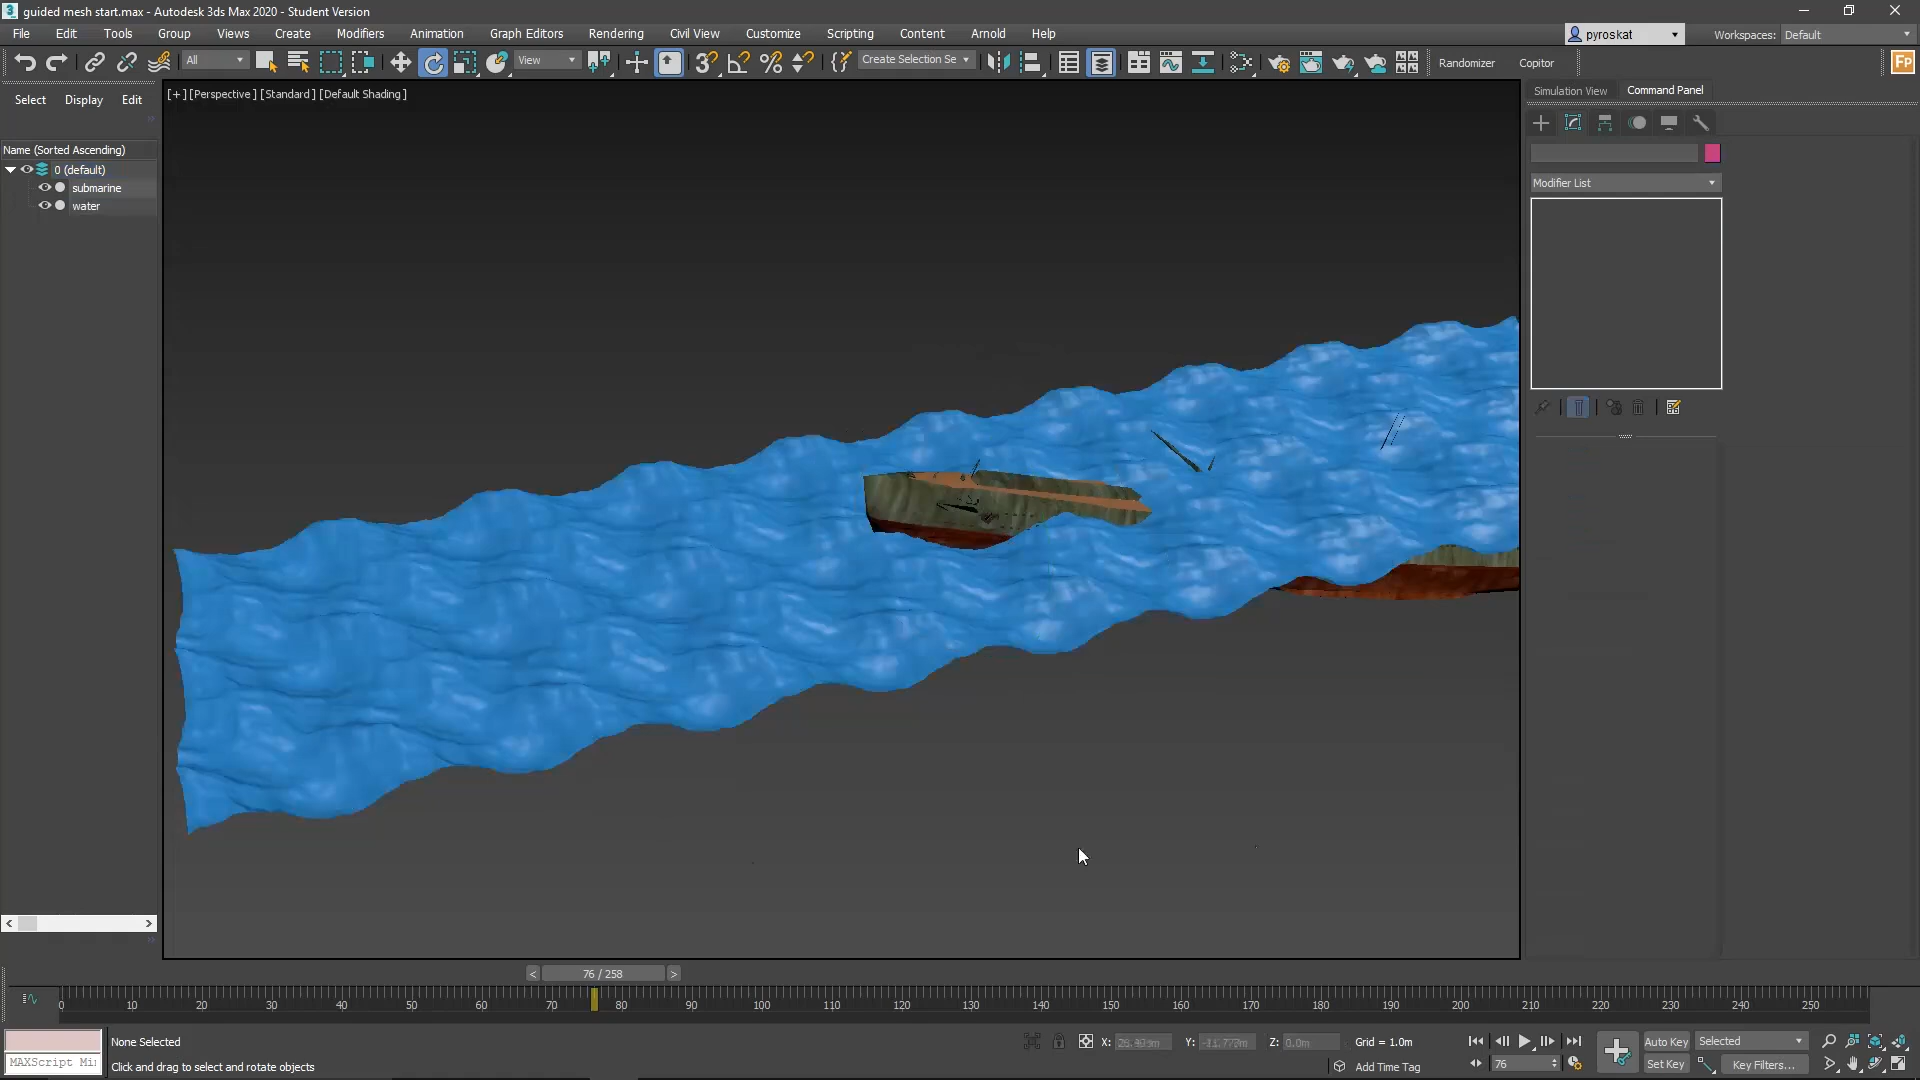 guided mesh start.max - Autodesk 3ds Max 2020 - Student Version
File Edit Tools Group Views Create Modifiers Animation Graph Editors Rendering Civil View Customize Scripting Content Arnold Help
pyroskat
Workspaces: Default
All
View
Create Selection Se
Randomizer
Copitor
FP
Select Display Edit
[+] [Perspective] [Standard] [Default Shading]
Simulation View Command Panel
Name (Sorted Ascending)
0 (default)
submarine
water
Modifier List
< 76 / 258 >
0 10 20 30 40 50 60 70 80 90 100 110 120 130 140 150 160 170 180 190 200 210 220 230 240 250
None Selected
X: Y: Z: 0.0m
Grid = 1.0m
Auto Key
Selected
MAXScript Mi
Click and drag to select and rotate objects
Add Time Tag
76
Set Key
Key Filters...